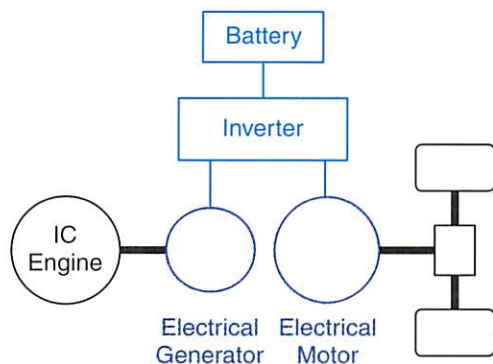 Battery
Inverter
IC
Engine
Electrical
Generator
Electrical
Motor